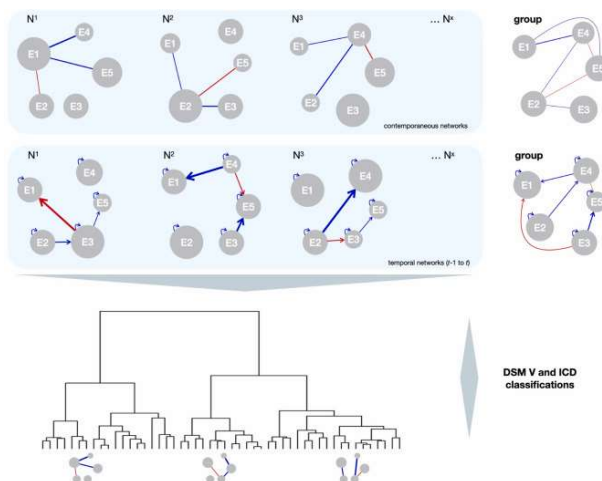 N¹ N² N³ ... Nˣ group
E1 E4 E5 E2 E3
E1 E4 E5 E2 E3
E1 E4 E5 E2 E3
E1 E4 E5 E2 E3
contemporaneous networks
N¹ N² N³ ... Nˣ group
E4 E1 E5 E2 E3
E4 E1 E5 E2 E3
E1 E4 E5 E2 E3
E4 E1 E5 E2 E3
temporal networks (t-1 to t)
DSM V and ICD
classifications